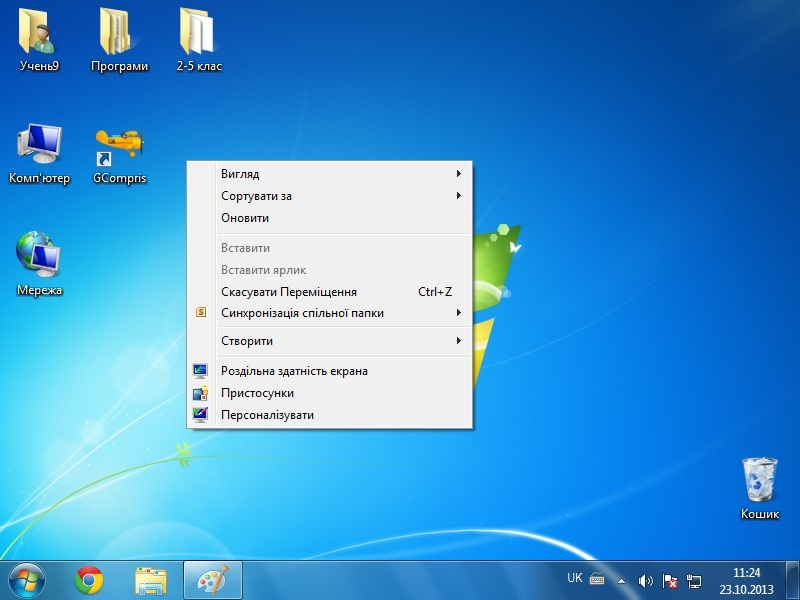 Учень9
Програми
2-5 клас
Комп'ютер
GCompris
Мережа
Вигляд
Сортувати за
Оновити
Вставити
Вставити ярлик
Скасувати Переміщення Ctrl+Z
Синхронізація спільної папки
Створити
Роздільна здатність екрана
Пристосунки
Персоналізувати
Кошик
UK
11:24
23.10.2013